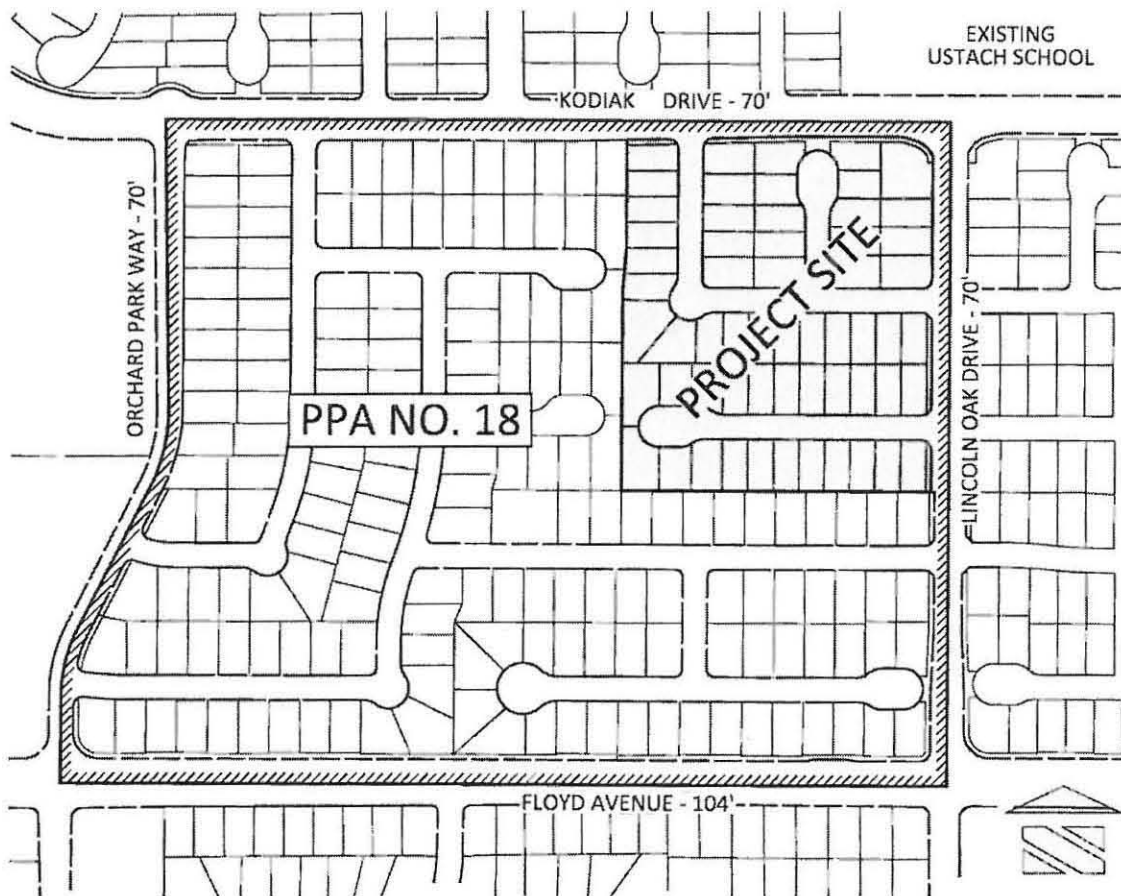 EXISTING
USTACH SCHOOL
KODIAK DRIVE - 70'
ORCHARD PARK WAY - 70'
PROJECT SITE
LINCOLN OAK DRIVE - 70'
PPA NO. 18
FLOYD AVENUE - 104'